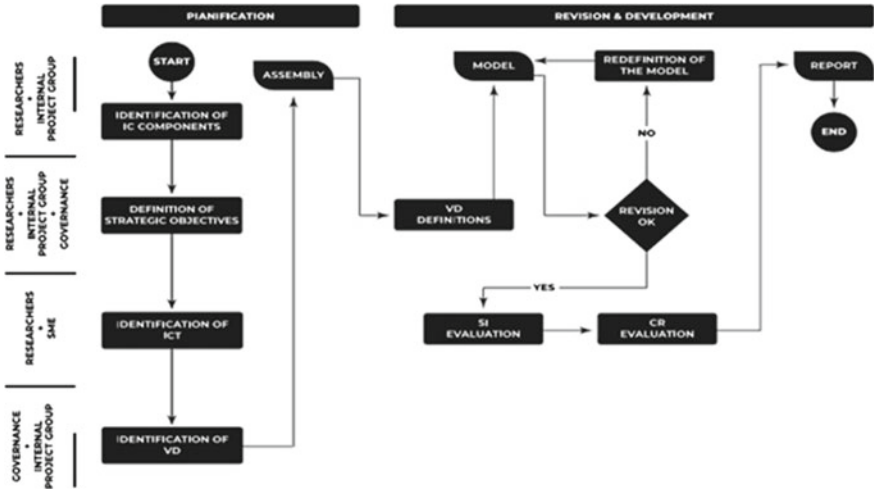 PIANIFICATION
REVISION & DEVELOPMENT
RESEARCHERS
+
INTERNAL
PROJECT GROUP
START
IDENTIFICATION OF
IC COMPONENTS
ASSEMBLY
MODEL
REDEFINITION OF
THE MODEL
REPORT
END
NO
RESEARCHERS
+
INTERNAL
PROJECT GROUP
+
GOVERNANCE
DEFINITION OF
STRATEGIC OBJECTIVES
VD
DEFINITIONS
REVISION
OK
YES
RESEARCHERS
+
SME
IDENTIFICATION OF
ICT
SI
EVALUATION
CR
EVALUATION
GOVERNANCE
+
INTERNAL
PROJECT GROUP
IDENTIFICATION OF
VD